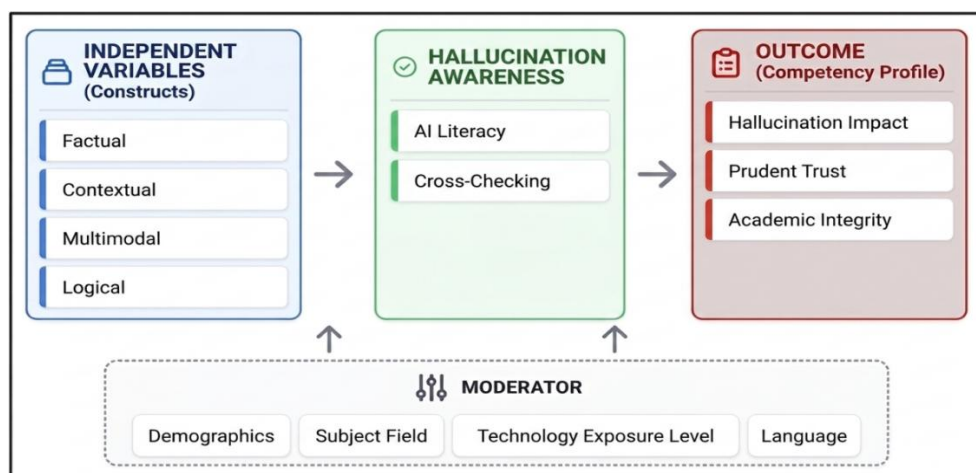 INDEPENDENT
VARIABLES
(Constructs)
Factual
Contextual
Multimodal
Logical
HALLUCINATION
AWARENESS
AI Literacy
Cross-Checking
OUTCOME
(Competency Profile)
Hallucination Impact
Prudent Trust
Academic Integrity
MODERATOR
Demographics
Subject Field
Technology Exposure Level
Language